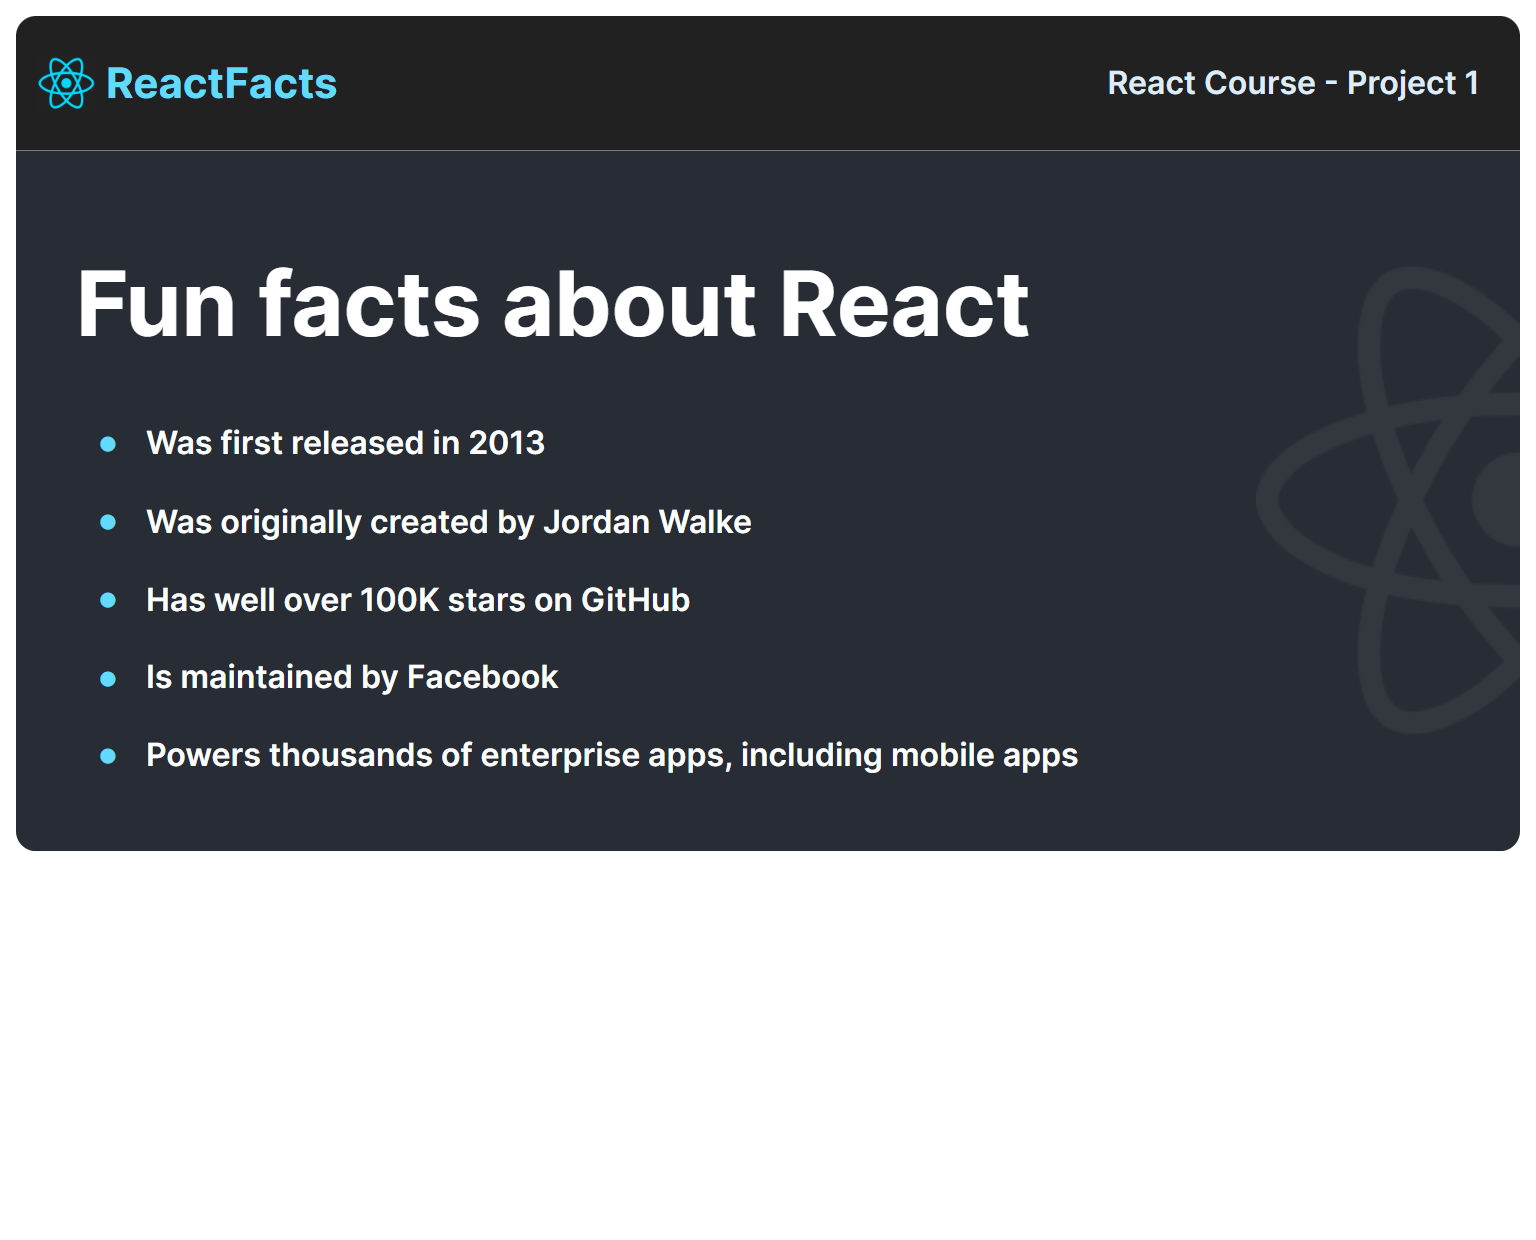 ReactFacts
React Course - Project 1
Fun facts about React
Was first released in 2013
Was originally created by Jordan Walke
Has well over 100K stars on GitHub
Is maintained by Facebook
Powers thousands of enterprise apps, including mobile apps